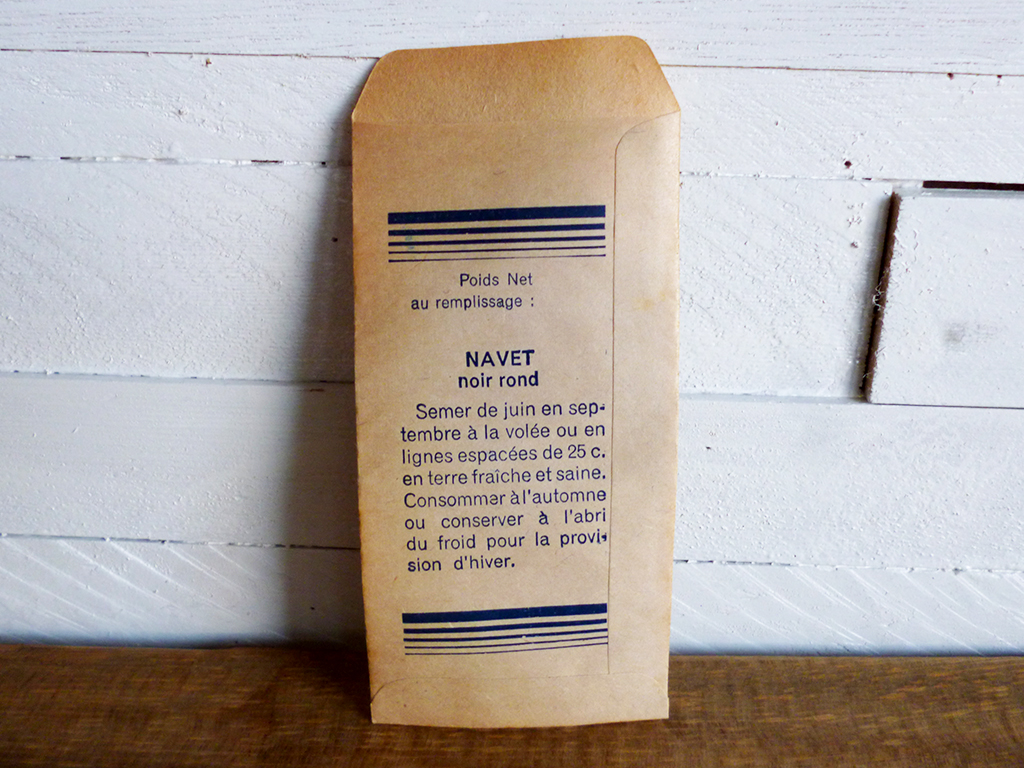 Poids Net
au remplissage :
NAVET
noir rond
Semer de juin en sep-
tembre à la volée ou en
lignes espacées de 25 c.
en terre fraîche et saine.
Consommer à l'automne
ou conserver à l'abri
du froid pour la provi-
sion d'hiver.